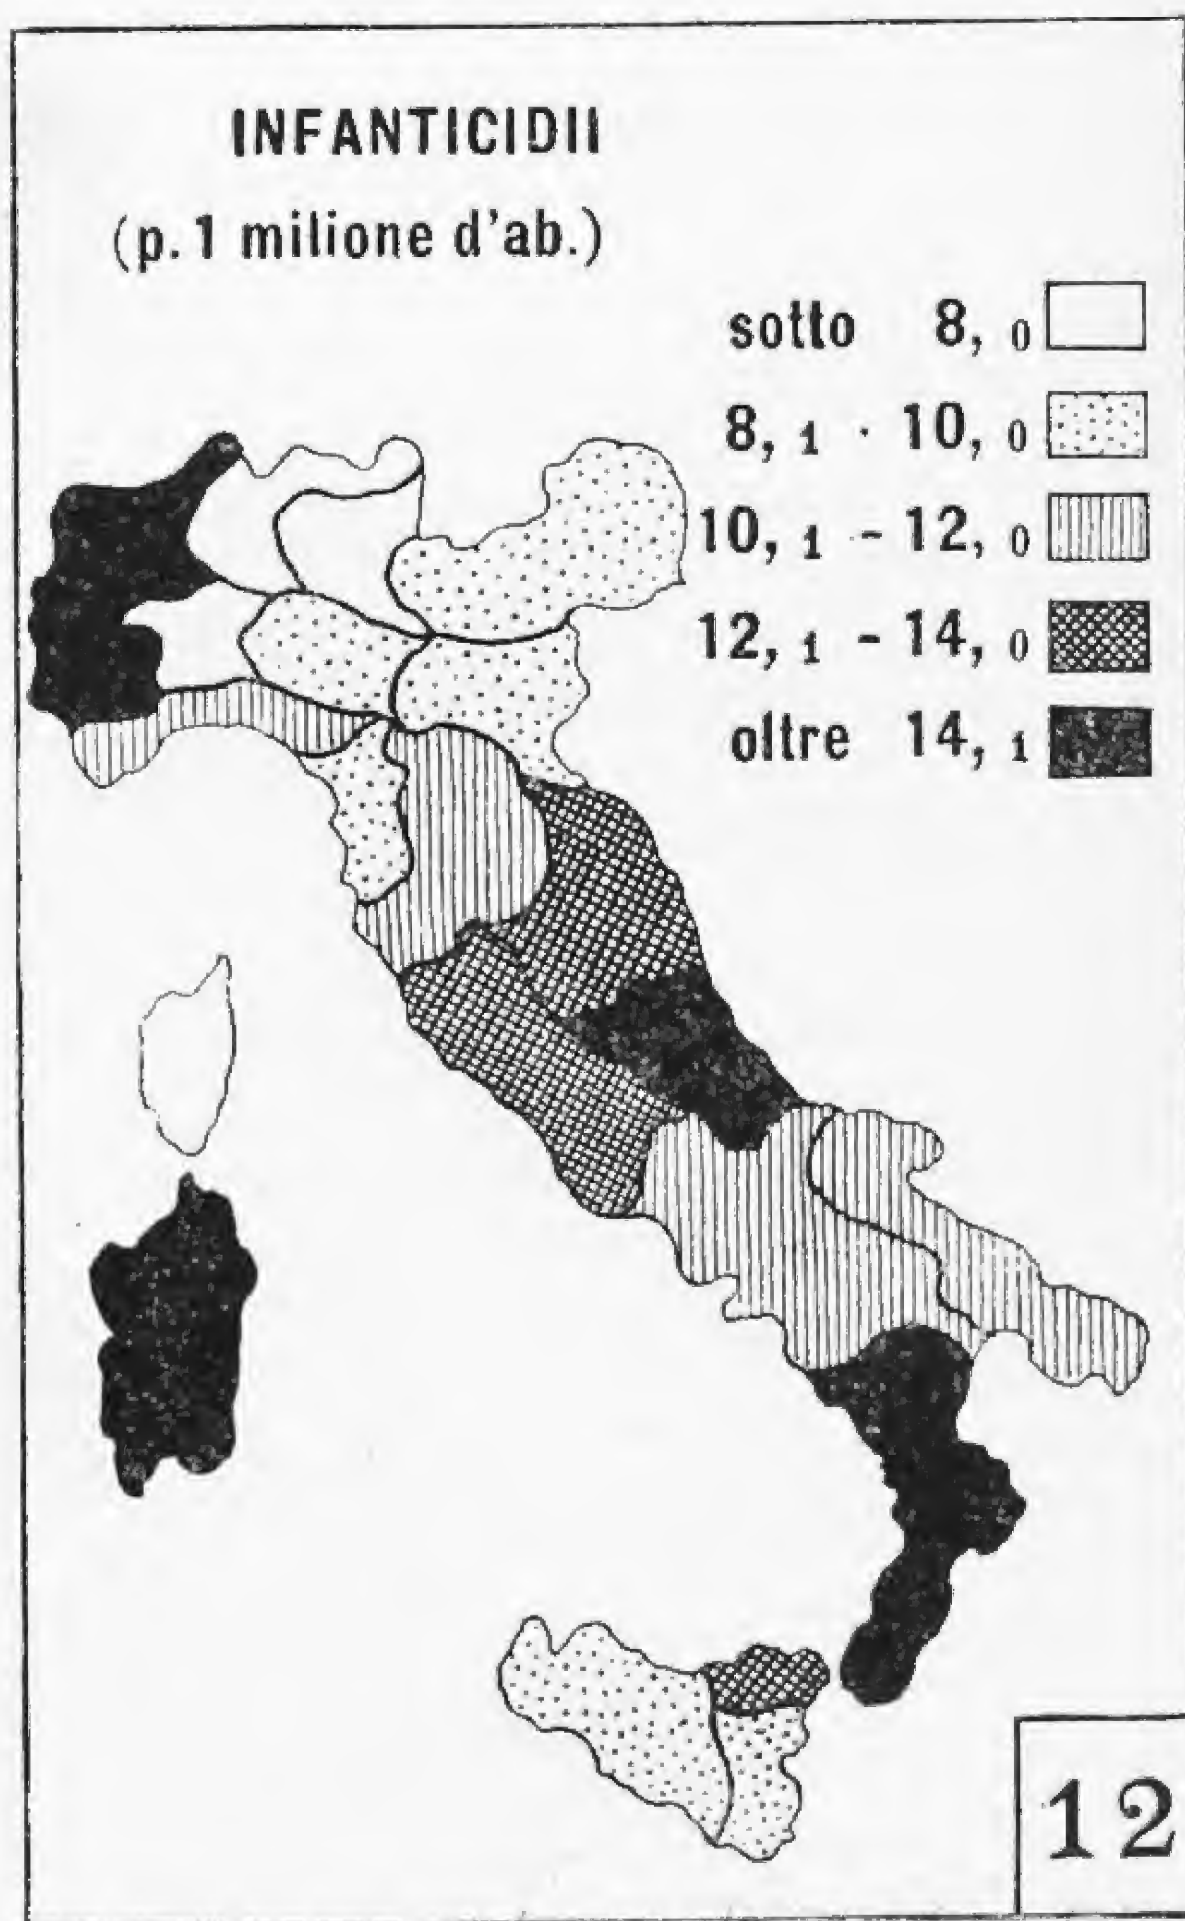 INFANTICIDII
(p. 1 milione d'ab.)
sotto 8, 0
8, 1 · 10, 0
10, 1 - 12, 0
12, 1 - 14, 0
oltre 14, 1
12